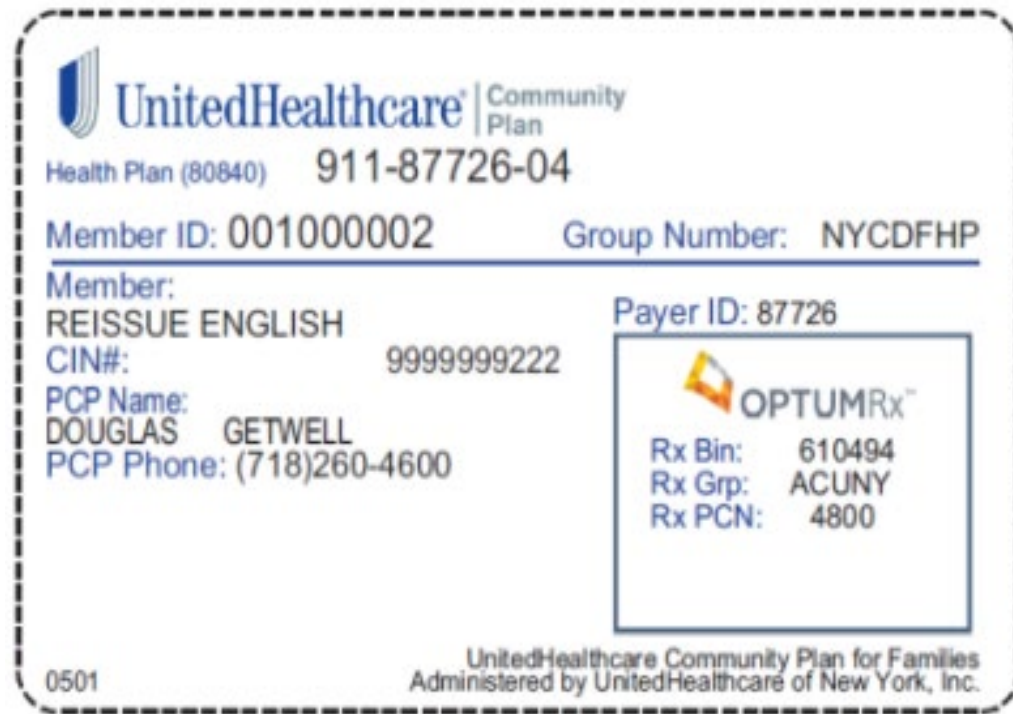 UnitedHealthcare® Community Plan
Health Plan (80840) 911-87726-04
Member ID: 001000002 Group Number: NYCDFHP
Member:
REISSUE ENGLISH
CIN#: 9999999222
PCP Name:
DOUGLAS GETWELL
PCP Phone: (718)260-4600
Payer ID: 87726
OPTUMRx™
Rx Bin: 610494
Rx Grp: ACUNY
Rx PCN: 4800
0501
UnitedHealthcare Community Plan for Families
Administered by UnitedHealthcare of New York, Inc.